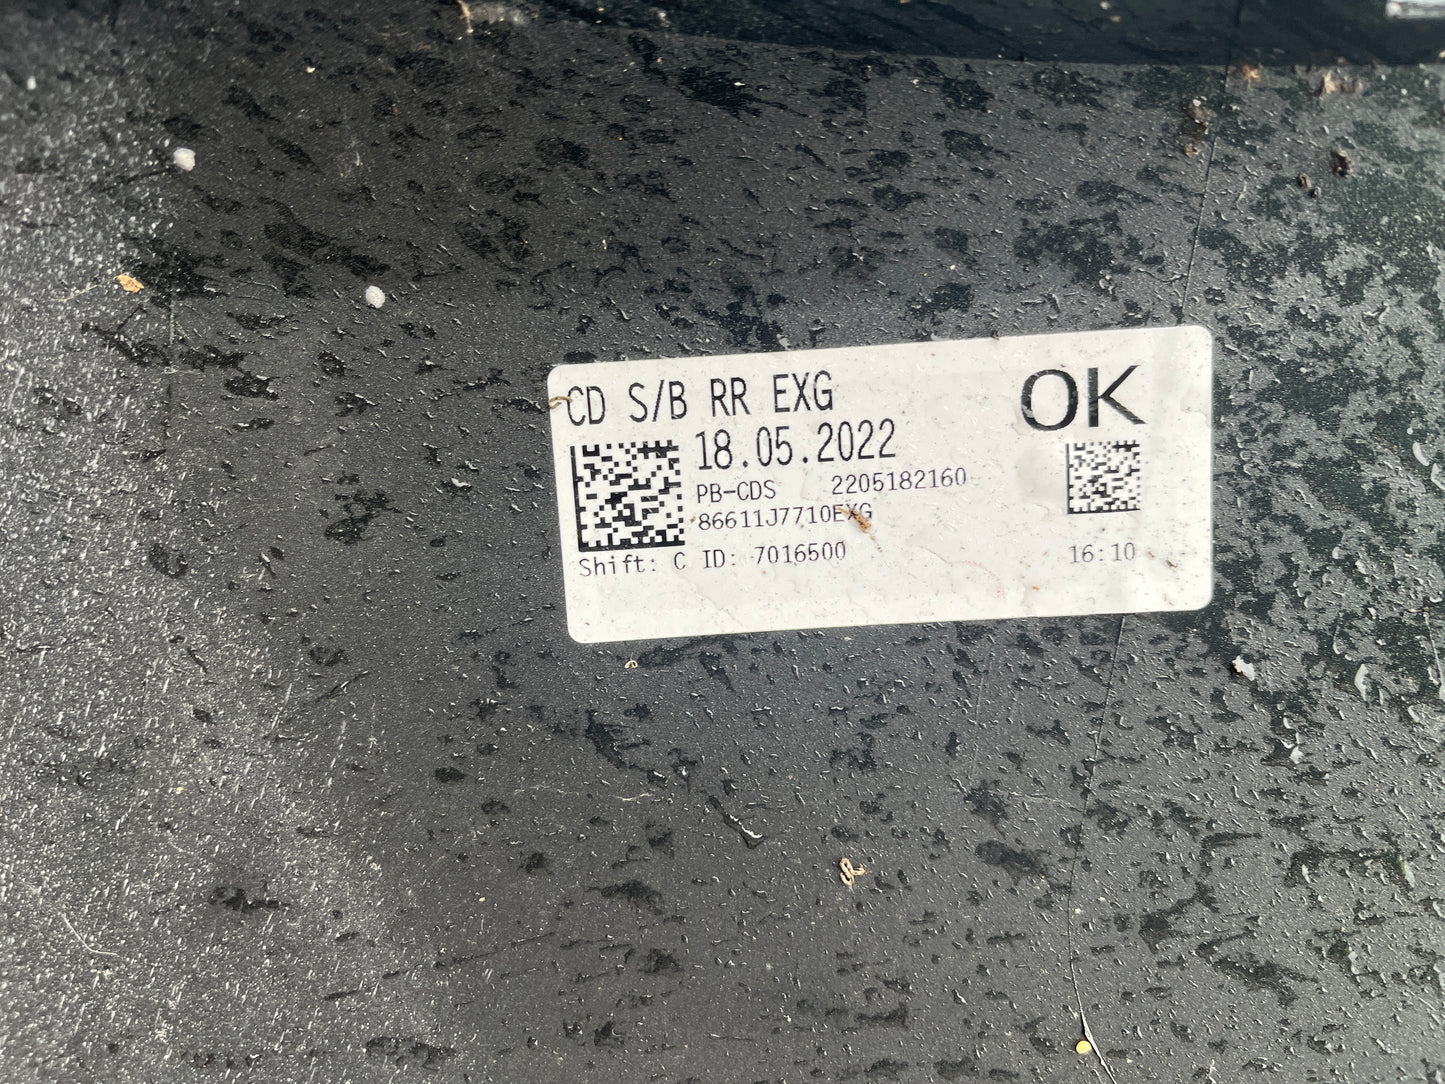 CD S/B RR EXG
OK
18.05.2022
PB-CDS 2205182160
86611J7710EXG
Shift: C ID: 7016500
16:10